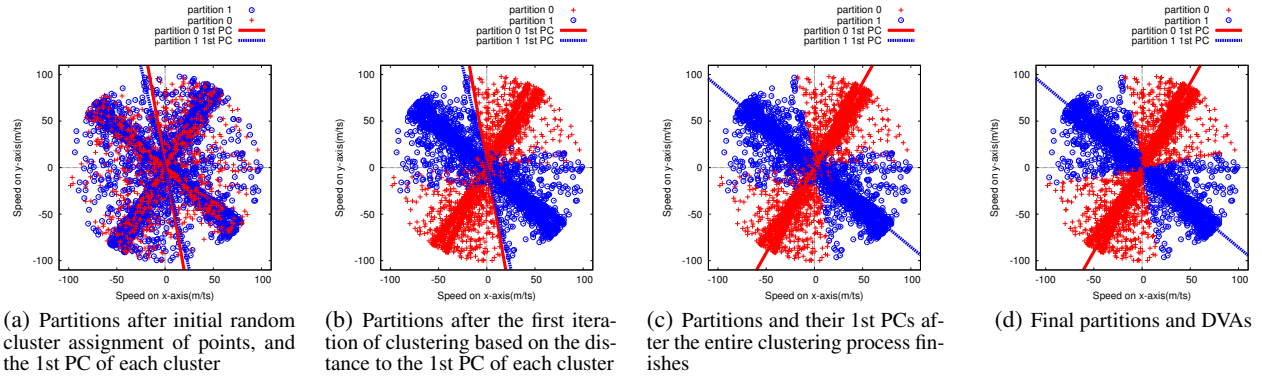 partition 1
partition 0
partition 0 1st PC
partition 1 1st PC
100
50
0
-50
-100
Speed on y-axis(m/ts)
-100 -50 0 50 100
Speed on x-axis(m/ts)
(a) Partitions after initial random
cluster assignment of points, and
the 1st PC of each cluster
partition 0
partition 1
partition 0 1st PC
partition 1 1st PC
100
50
0
-50
-100
Speed on y-axis(m/ts)
-100 -50 0 50 100
Speed on x-axis(m/ts)
(b) Partitions after the first itera-
tion of clustering based on the dis-
tance to the 1st PC of each cluster
partition 0
partition 1
partition 0 1st PC
partition 1 1st PC
100
50
0
-50
-100
Speed on y-axis(m/ts)
-100 -50 0 50 100
Speed on x-axis(m/ts)
(c) Partitions and their 1st PCs af-
ter the entire clustering process fin-
ishes
partition 0
partition 1
partition 0 1st PC
partition 1 1st PC
100
50
0
-50
-100
Speed on y-axis(m/ts)
-100 -50 0 50 100
Speed on x-axis(m/ts)
(d) Final partitions and DVAs